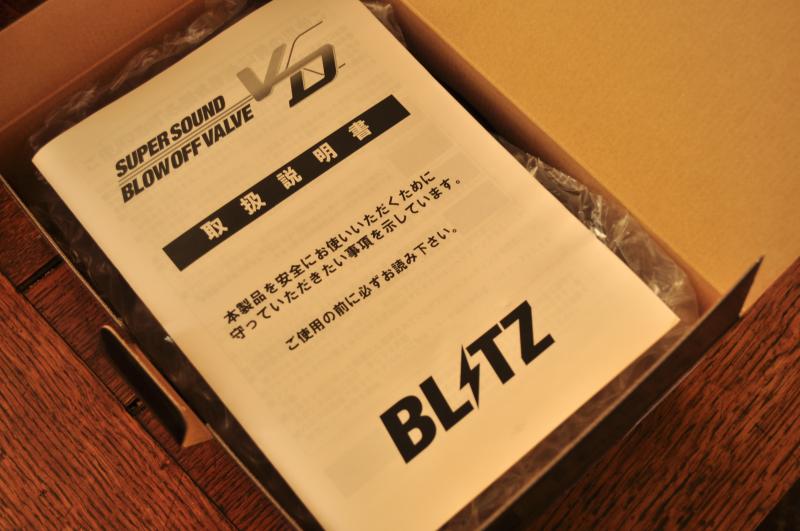 SUPER SOUND
BLOW OFF VALVE
VD
取扱説明書
本製品を安全にお使いいただくために
守っていただきたい事項を示しています。
ご使用の前に必ずお読み下さい。
BLITZ